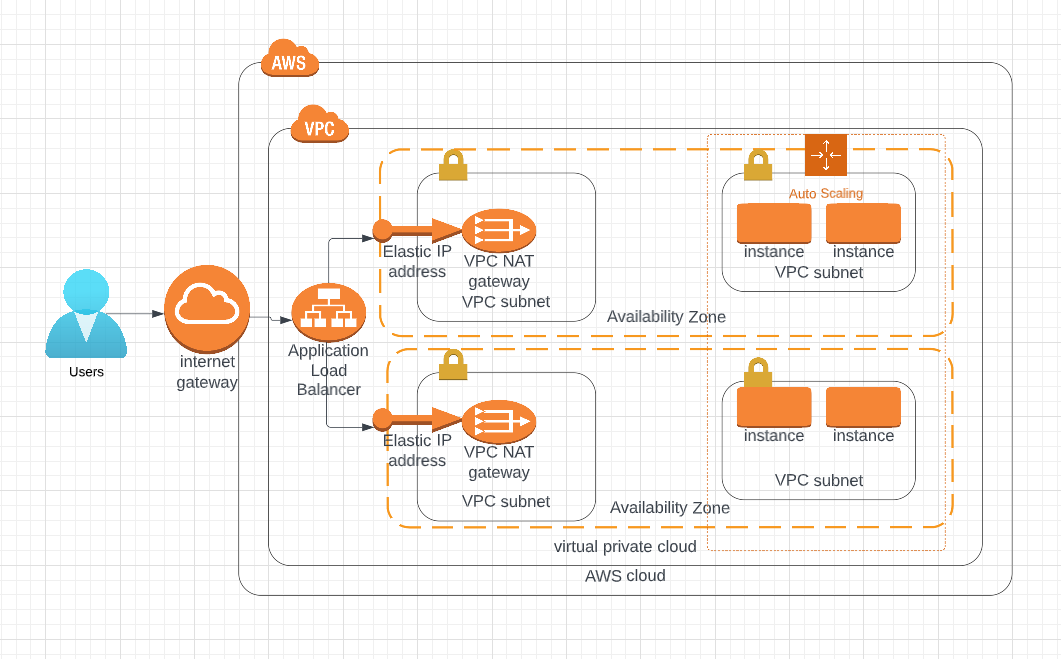 AWS
VPC
Auto Scaling
instance
instance
VPC subnet
Elastic IP
address
VPC NAT
gateway
VPC subnet
Availability Zone
Users
internet
gateway
Application
Load
Balancer
instance
instance
VPC subnet
Elastic IP
address
VPC NAT
gateway
VPC subnet
Availability Zone
virtual private cloud
AWS cloud